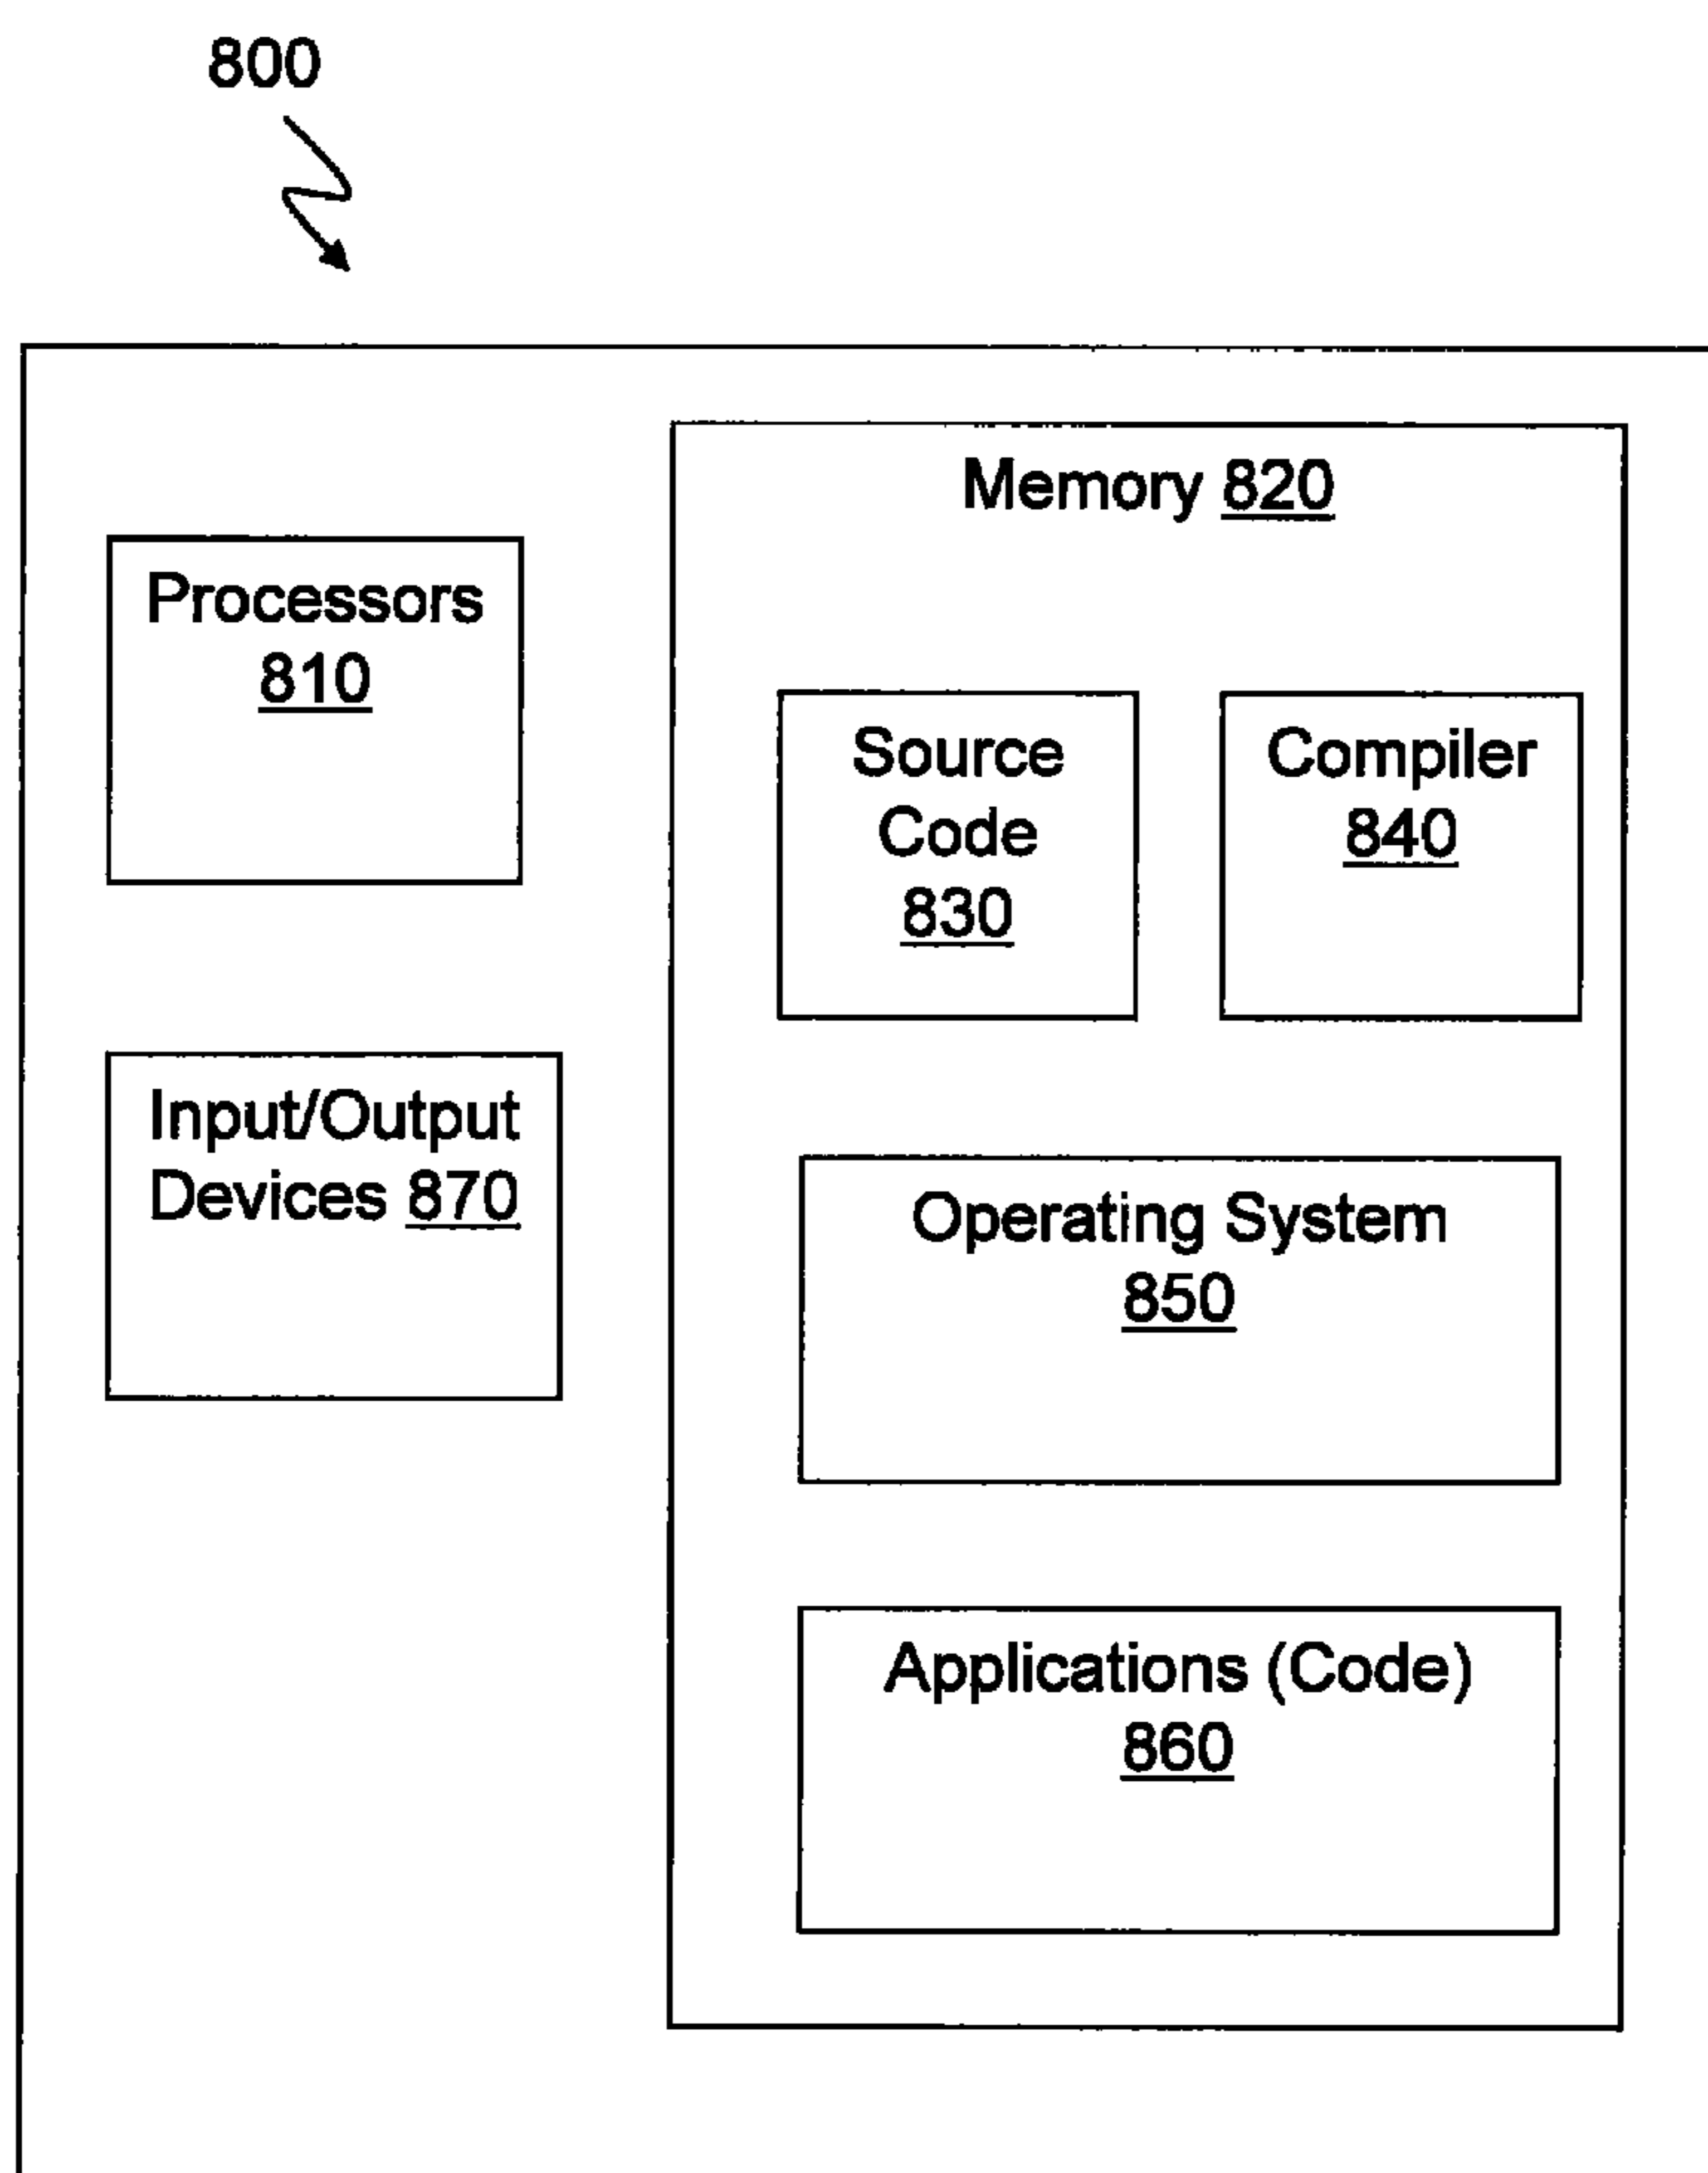 800
Memory 820
Processors
810
Source
Code
830
Compiler
840
Input/Output
Devices 870
Operating System
850
Applications (Code)
860